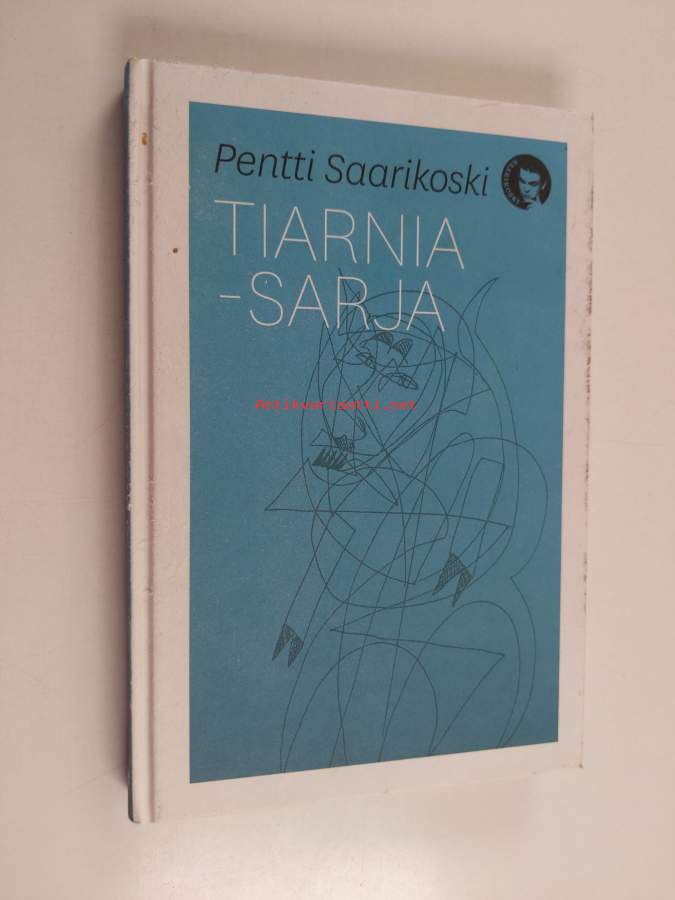 Pentti Saarikoski
TIARNIA
-SARJA
Antikvariaatti.net